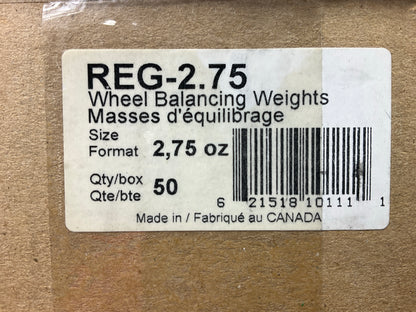 REG-2.75
Wheel Balancing Weights
Masses d'équilibrage
Size
Format 2,75 oz
Qty/box
Qte/bte 50
6 21518 10111 1
Made in / Fabriqué au CANADA